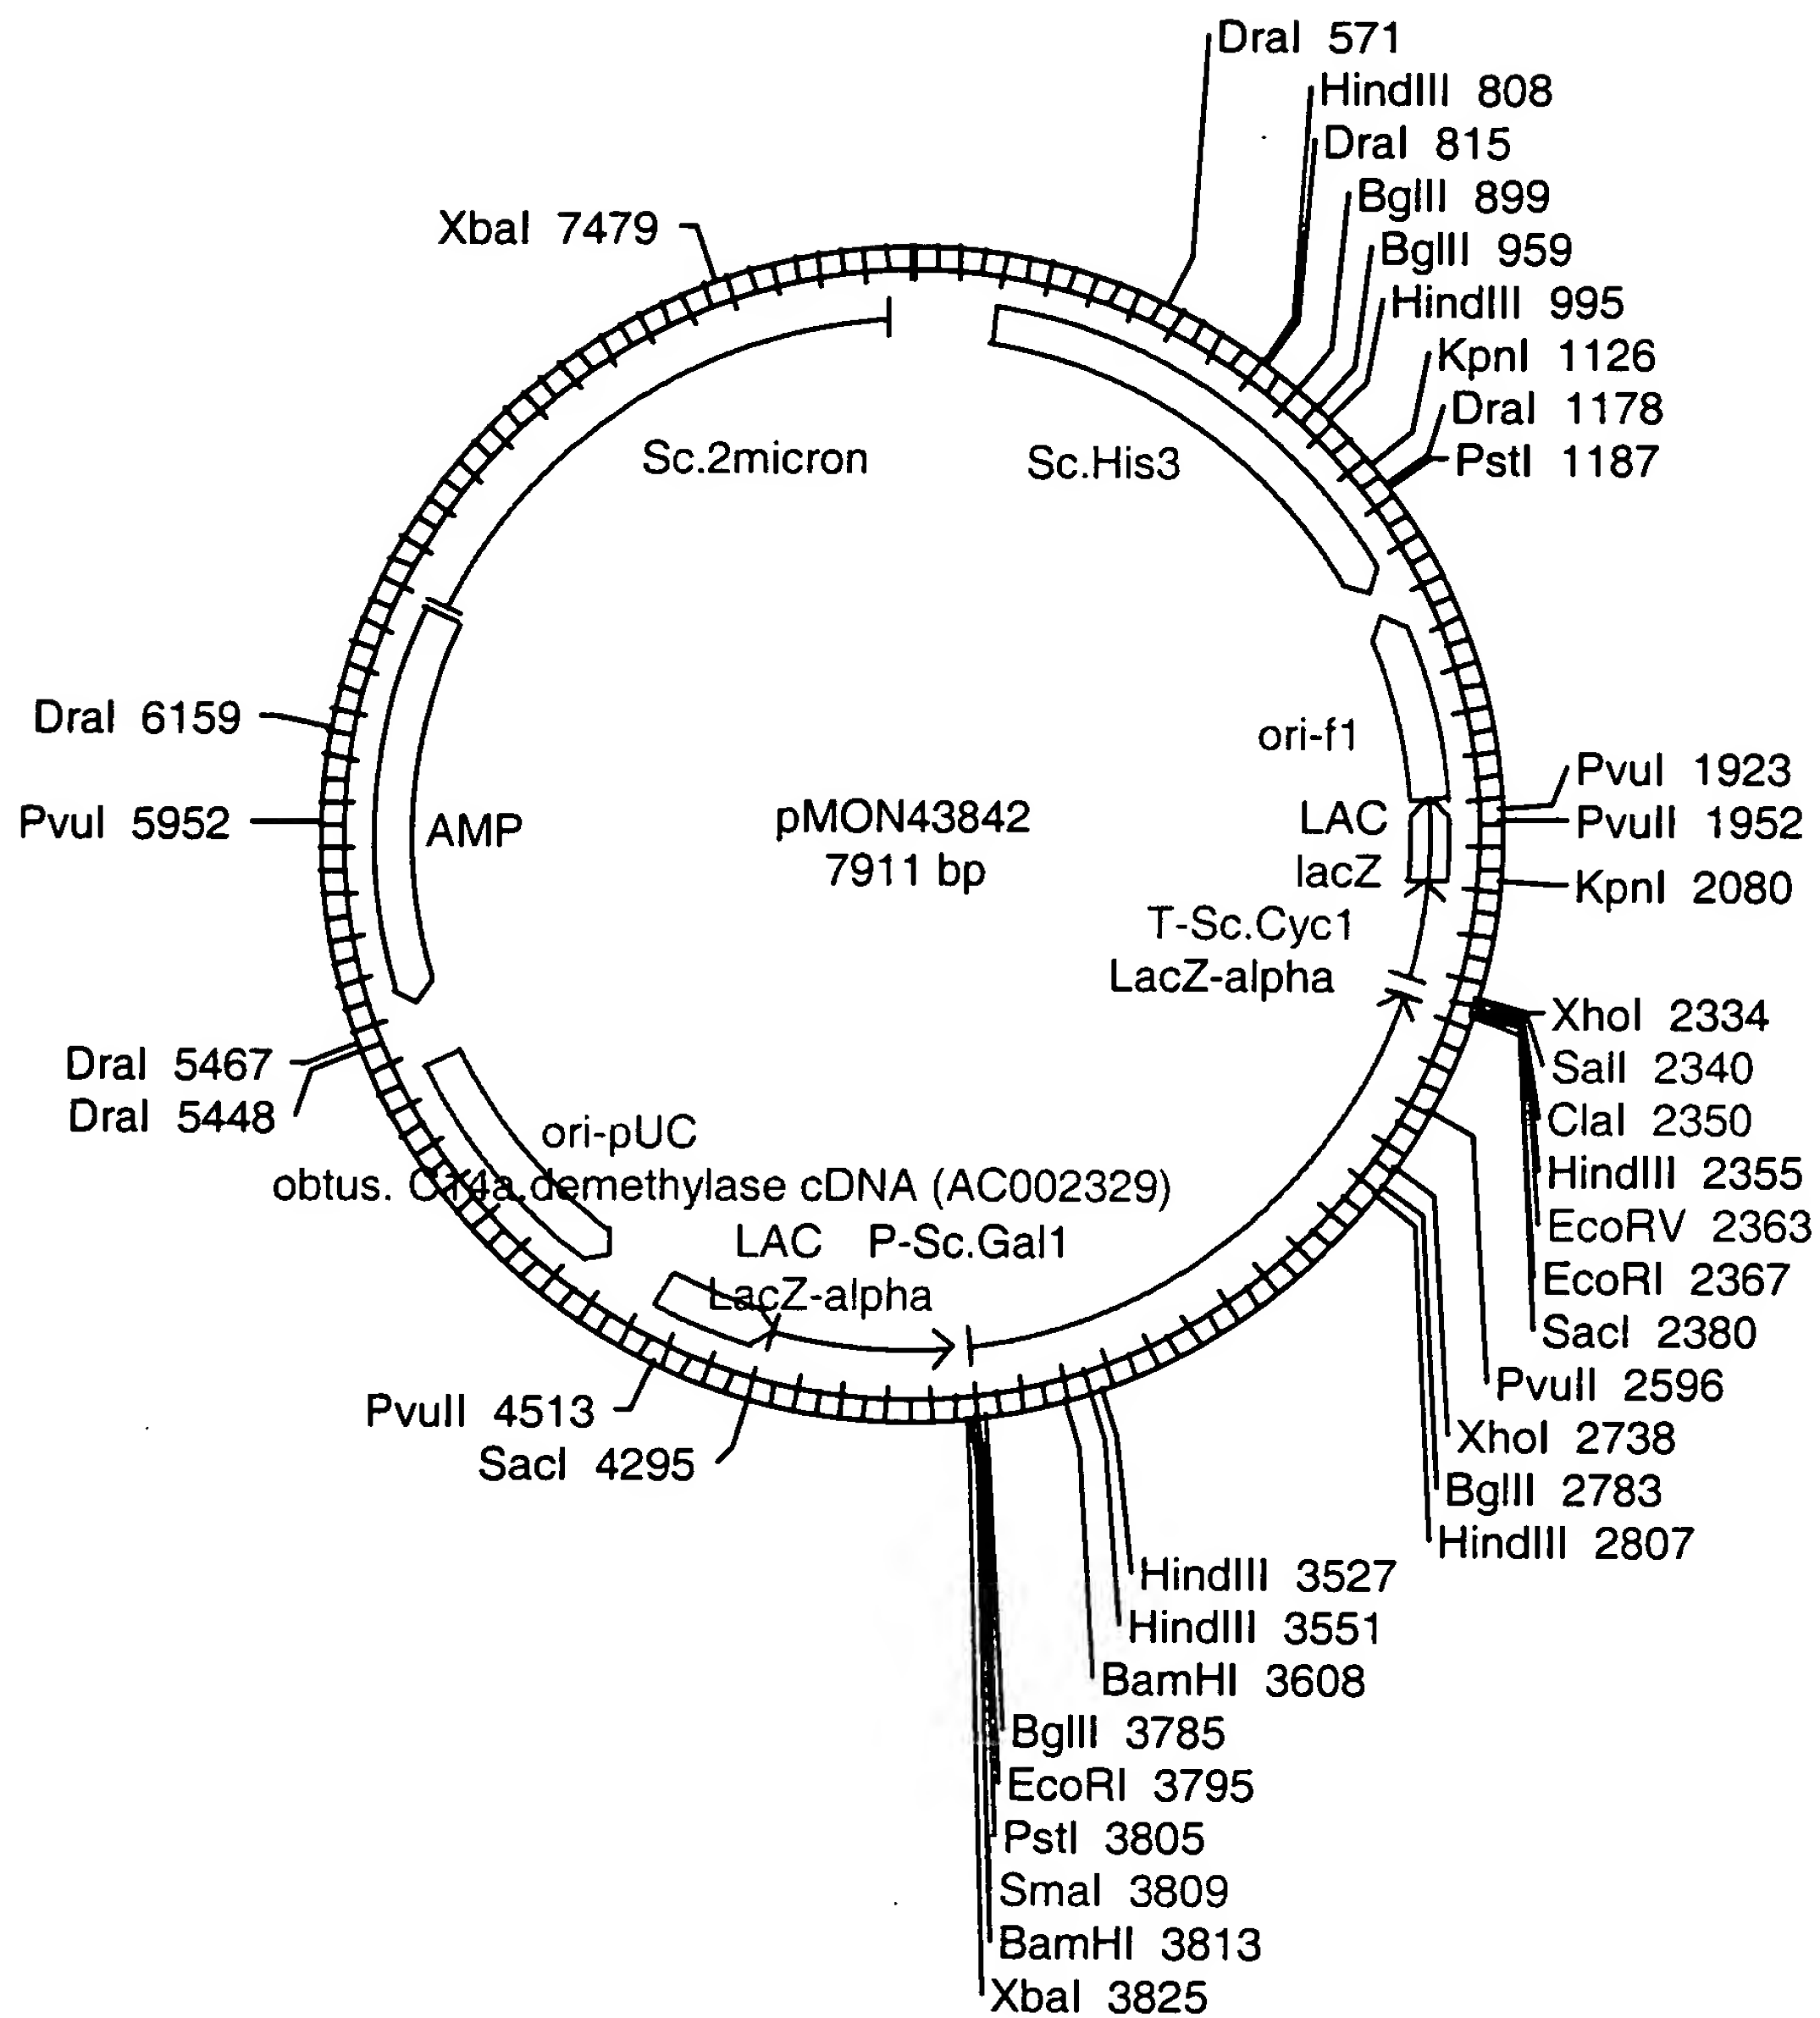 DraI 571
HindIII 808
DraI 815
BglII 899
BglII 959
HindIII 995
KpnI 1126
DraI 1178
PstI 1187
XbaI 7479
Sc.2micron
Sc.His3
DraI 6159
PvuI 5952
AMP
pMON43842
7911 bp
ori-f1
LAC
lacZ
T-Sc.Cyc1
LacZ-alpha
PvuI 1923
PvuII 1952
KpnI 2080
XhoI 2334
SalI 2340
ClaI 2350
HindIII 2355
EcoRV 2363
EcoRI 2367
SacI 2380
PvuII 2596
XhoI 2738
BglII 2783
HindIII 2807
DraI 5467
DraI 5448
ori-pUC
obtus. C14a demethylase cDNA (AC002329)
LAC P-Sc.Gal1
LacZ-alpha
PvuII 4513
SacI 4295
HindIII 3527
HindIII 3551
BamHI 3608
BglII 3785
EcoRI 3795
PstI 3805
SmaI 3809
BamHI 3813
XbaI 3825